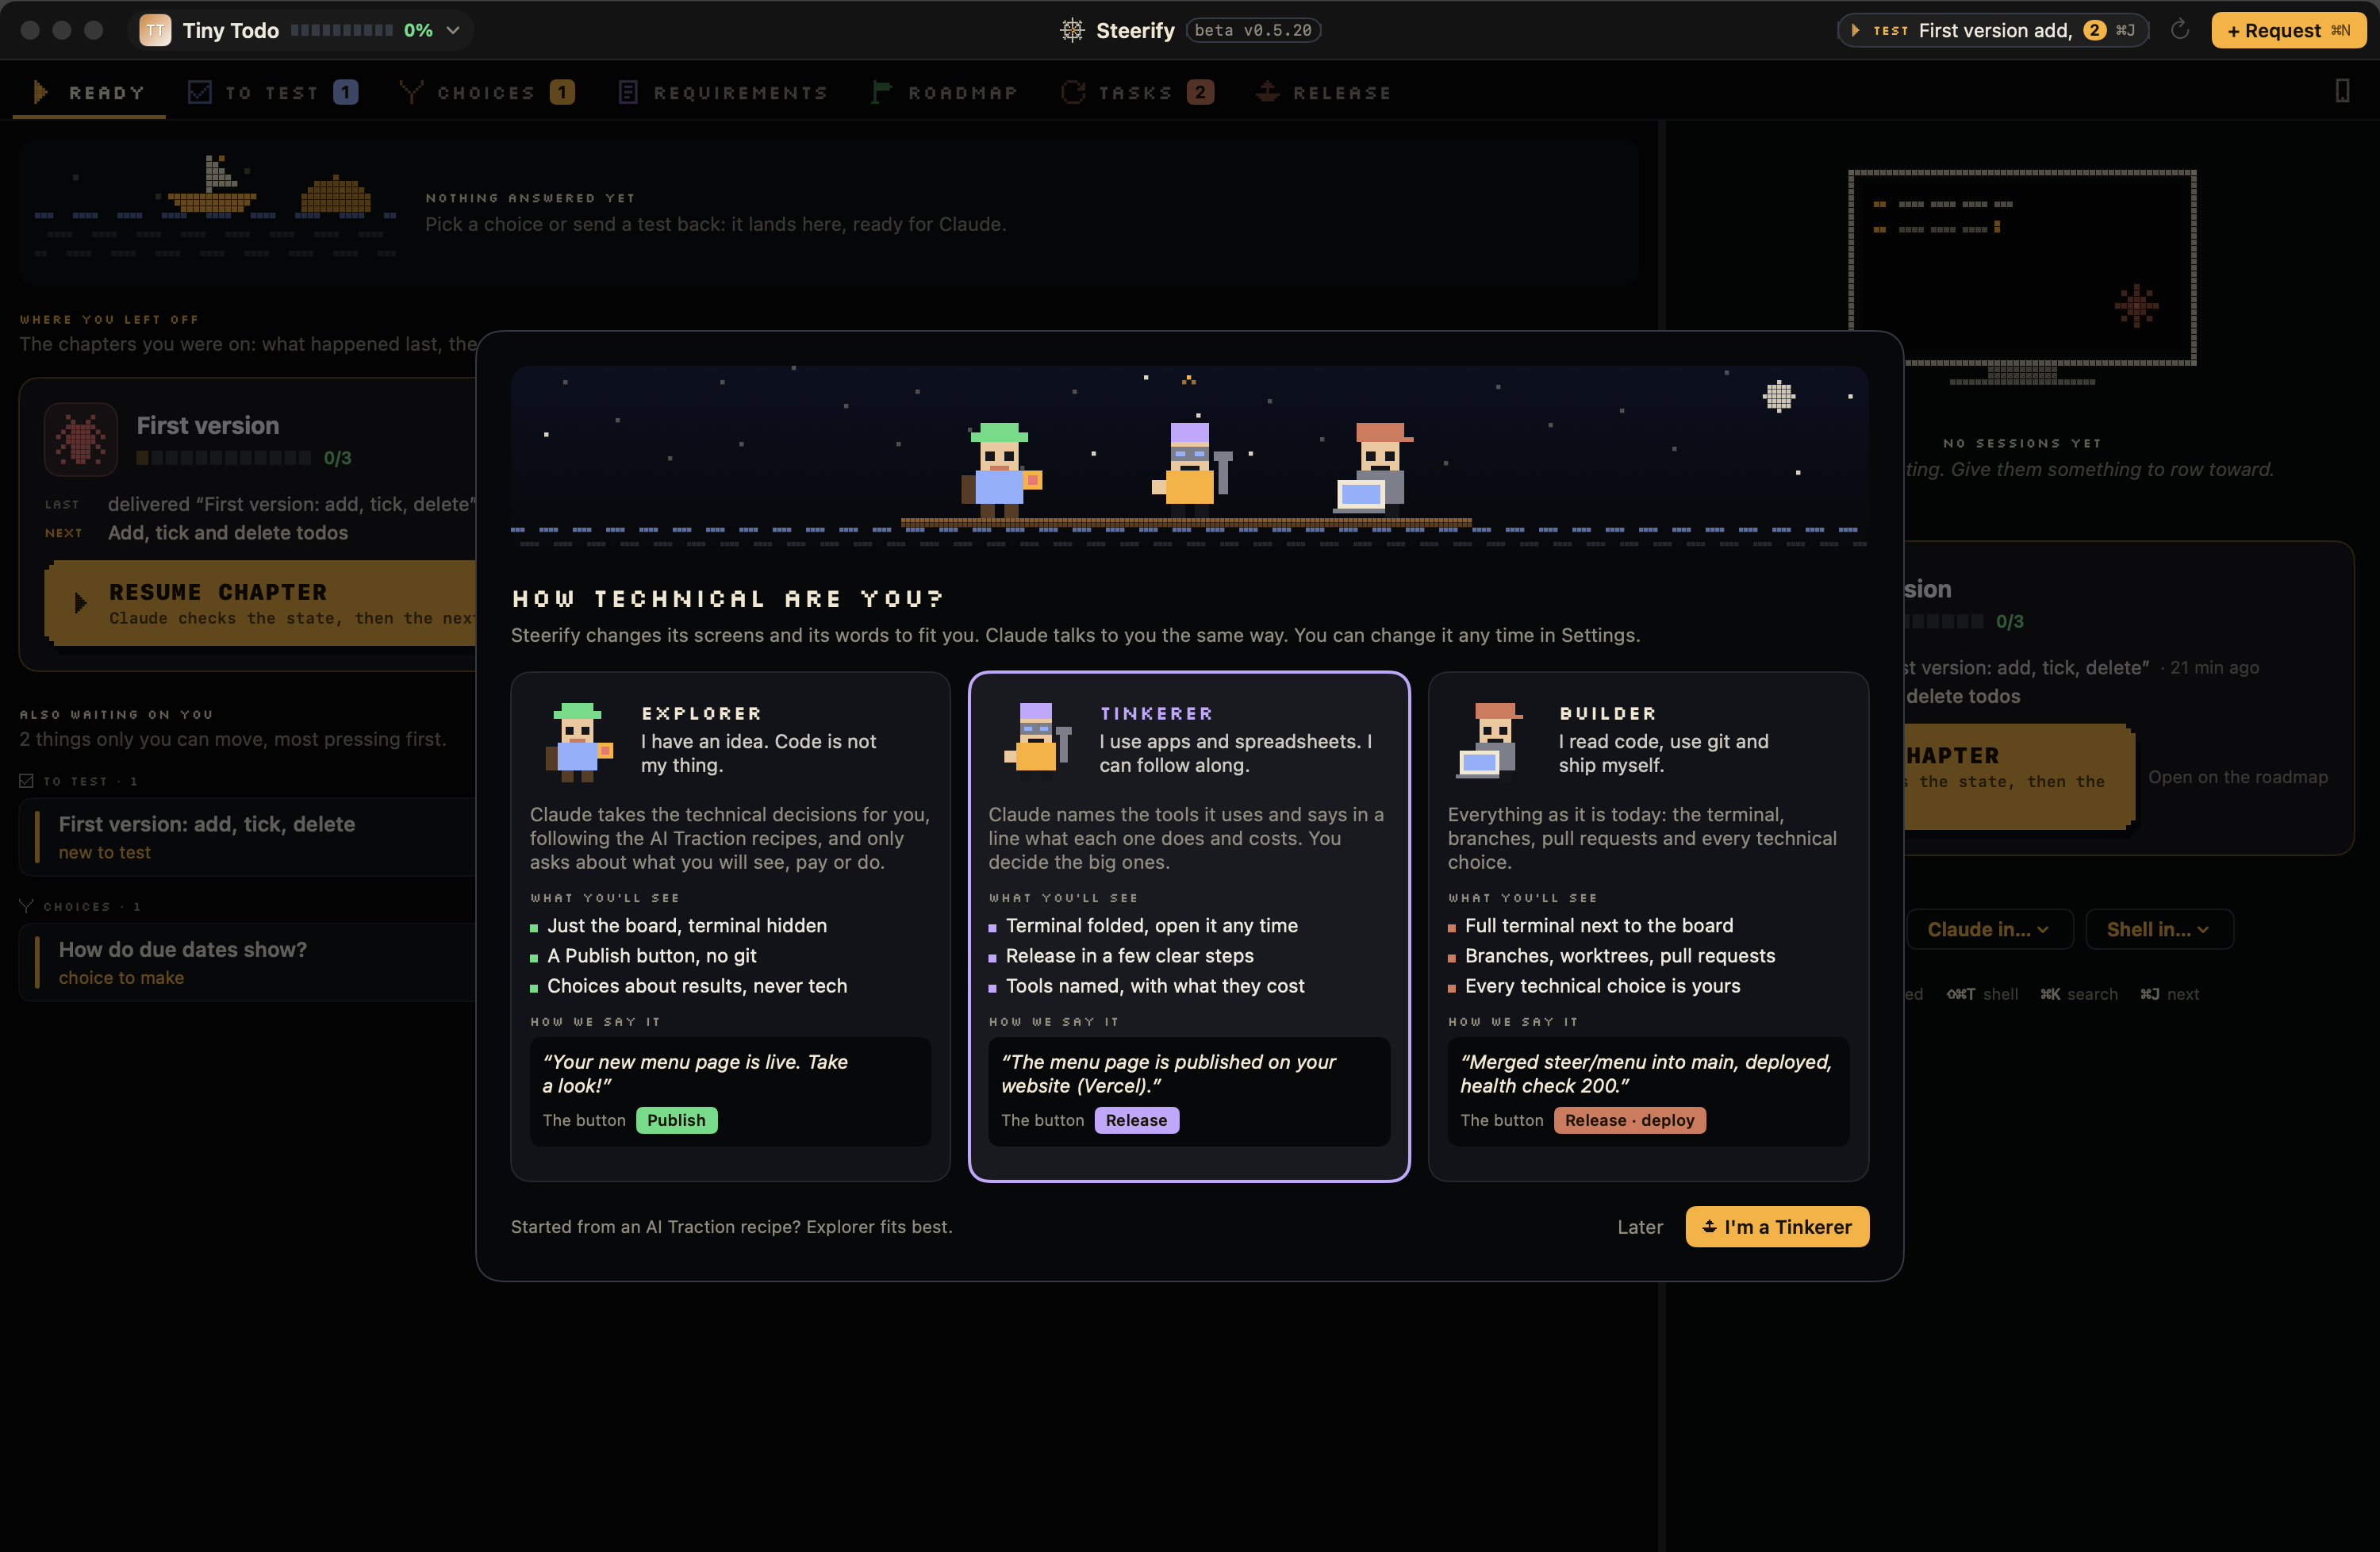 TT Tiny Todo 0%
Steerify beta v0.5.20
TEST First version add, 2 ⌘J
+ Request ⌘N
READY
TO TEST 1
CHOICES 1
REQUIREMENTS
ROADMAP
TASKS 2
RELEASE
NOTHING ANSWERED YET
Pick a choice or send a test back: it lands here, ready for Claude.
WHERE YOU LEFT OFF
The chapters you were on: what happened last, the
First version
0/3
LAST delivered “First version: add, tick, delete”
NEXT Add, tick and delete todos
RESUME CHAPTER
Claude checks the state, then the nex
ALSO WAITING ON YOU
2 things only you can move, most pressing first.
TO TEST · 1
First version: add, tick, delete
new to test
CHOICES · 1
How do due dates show?
choice to make
HOW TECHNICAL ARE YOU?
Steerify changes its screens and its words to fit you. Claude talks to you the same way. You can change it any time in Settings.
EXPLORER
I have an idea. Code is not
my thing.
Claude takes the technical decisions for you,
following the AI Traction recipes, and only
asks about what you will see, pay or do.
WHAT YOU'LL SEE
Just the board, terminal hidden
A Publish button, no git
Choices about results, never tech
HOW WE SAY IT
“Your new menu page is live. Take
a look!”
The button Publish
TINKERER
I use apps and spreadsheets. I
can follow along.
Claude names the tools it uses and says in a
line what each one does and costs. You
decide the big ones.
WHAT YOU'LL SEE
Terminal folded, open it any time
Release in a few clear steps
Tools named, with what they cost
HOW WE SAY IT
“The menu page is published on your
website (Vercel).”
The button Release
BUILDER
I read code, use git and
ship myself.
Everything as it is today: the terminal,
branches, pull requests and every technical
choice.
WHAT YOU'LL SEE
Full terminal next to the board
Branches, worktrees, pull requests
Every technical choice is yours
HOW WE SAY IT
“Merged steer/menu into main, deployed,
health check 200.”
The button Release · deploy
Started from an AI Traction recipe? Explorer fits best.
Later
I'm a Tinkerer
NO SESSIONS YET
ting. Give them something to row toward.
sion
0/3
st version: add, tick, delete” · 21 min ago
delete todos
HAPTER
s the state, then the
Open on the roadmap
Claude in...
Shell in...
ed ⇧⌘T shell ⌘K search ⌘J next